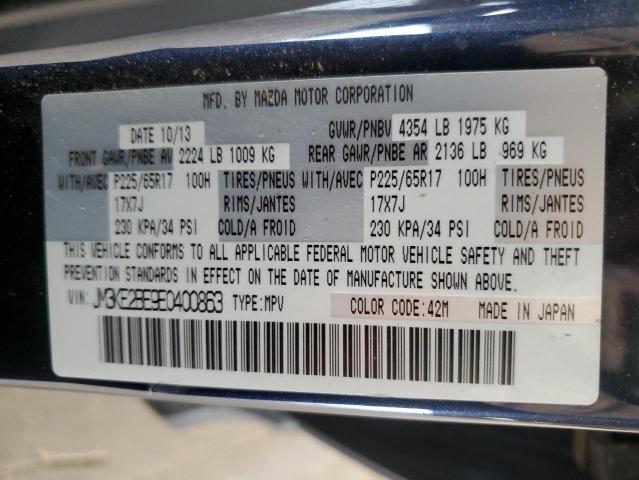 MFD. BY MAZDA MOTOR CORPORATION
DATE 10/13 GVWR/PNBV 4354 LB 1975 KG
FRONT GAWR/PNBE AV 2224 LB 1009 KG REAR GAWR/PNBE AR 2136 LB 969 KG
WITH/AVEC P225/65R17 100H TIRES/PNEUS WITH/AVEC P225/65R17 100H TIRES/PNEUS
17X7J RIMS/JANTES 17X7J RIMS/JANTES
230 KPA/34 PSI COLD/A FROID 230 KPA/34 PSI COLD/A FROID
THIS VEHICLE CONFORMS TO ALL APPLICABLE FEDERAL MOTOR VEHICLE SAFETY AND THEFT
PREVENTION STANDARDS IN EFFECT ON THE DATE OF MANUFACTURE SHOWN ABOVE.
VIN: JM3KE2BE9E0400863 TYPE:MPV COLOR CODE:42M MADE IN JAPAN